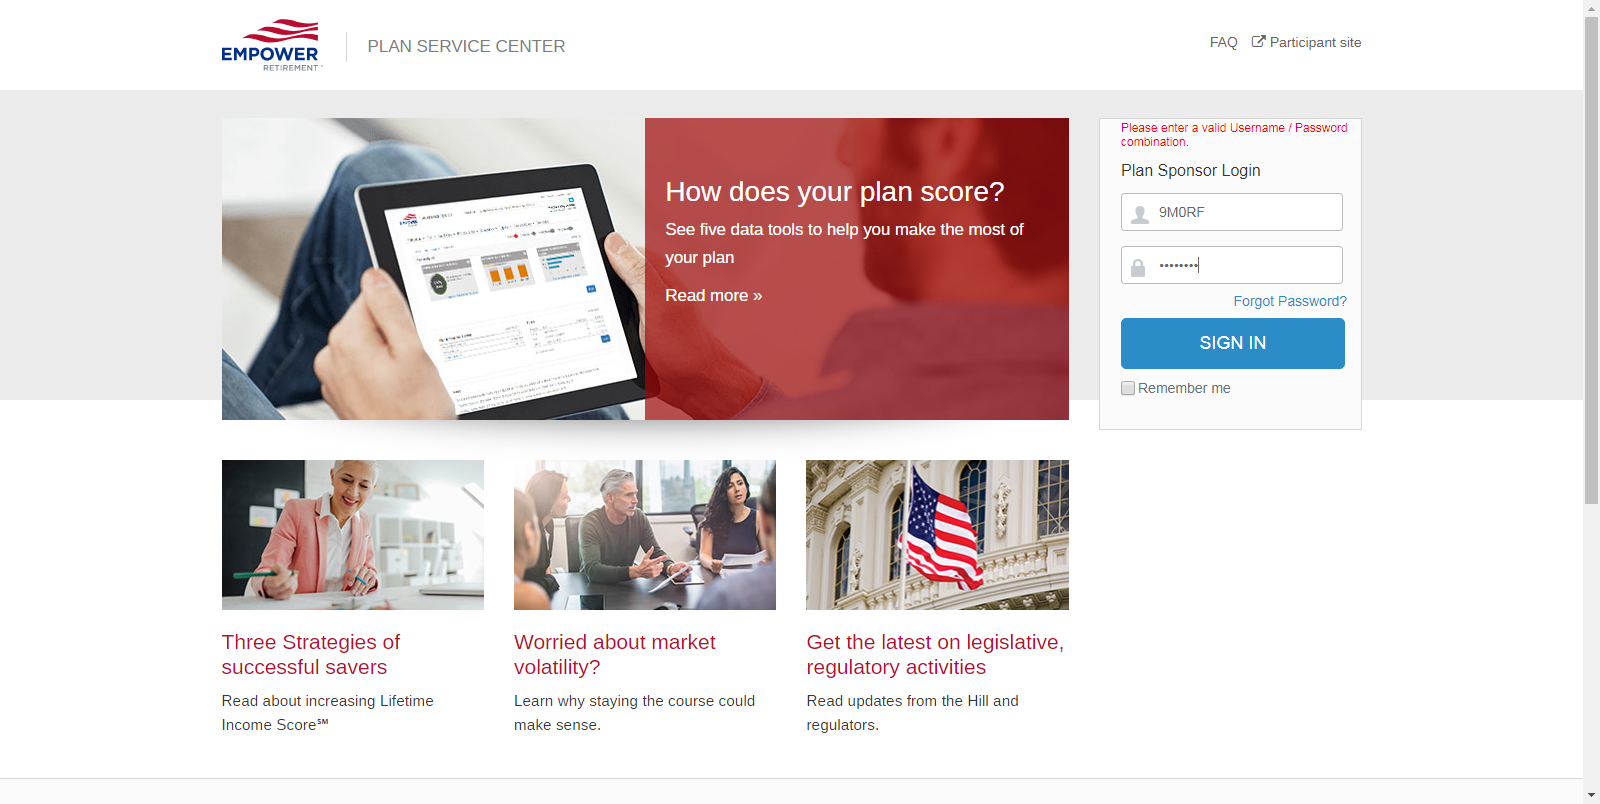 EMPOWER
RETIREMENT
PLAN SERVICE CENTER
FAQ
Participant site
How does your plan score?
See five data tools to help you make the most of
your plan
Read more »
Please enter a valid Username / Password
combination.
Plan Sponsor Login
9M0RF
••••••••
Forgot Password?
SIGN IN
Remember me
Three Strategies of
successful savers
Read about increasing Lifetime
Income Score℠
Worried about market
volatility?
Learn why staying the course could
make sense.
Get the latest on legislative,
regulatory activities
Read updates from the Hill and
regulators.